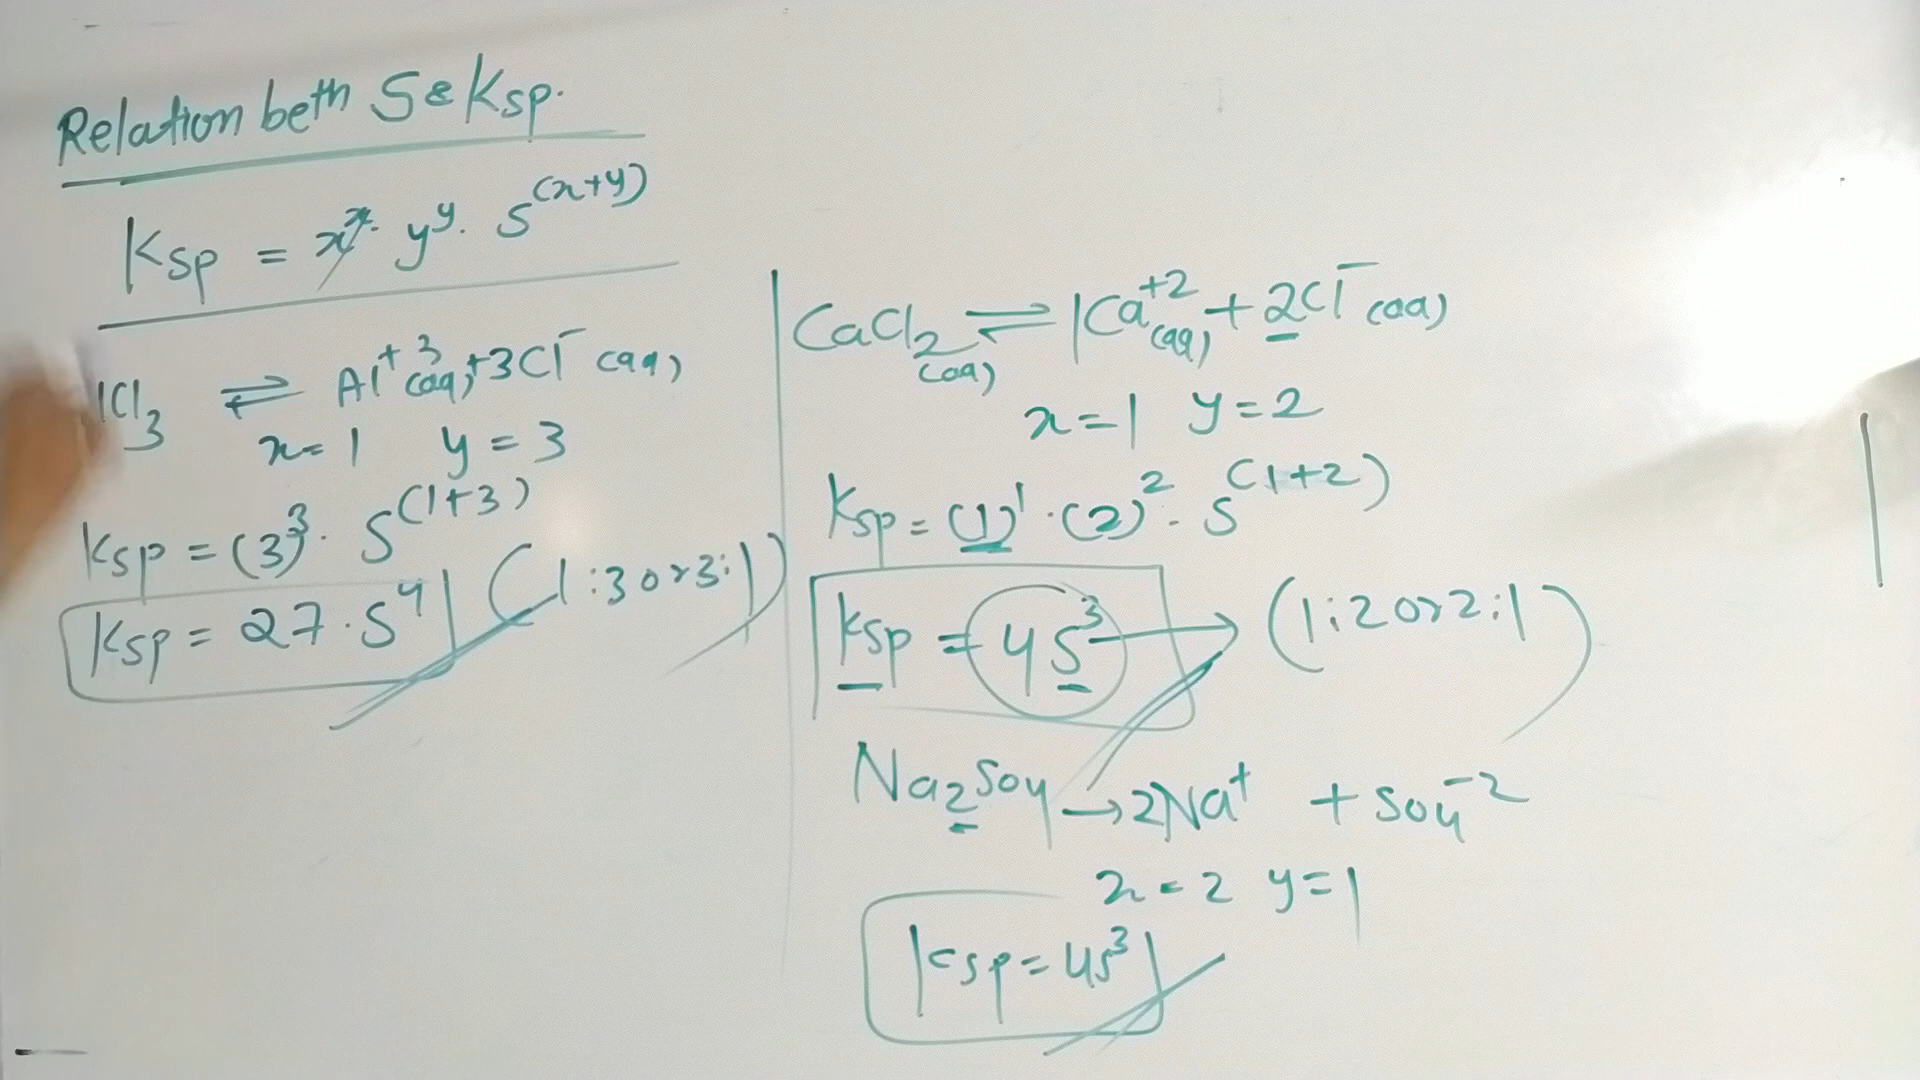 Relation betn S & Ksp.
Ksp = x^x. y^y. S^(x+y)
lCl3 ⇌ Al^+3 (aq) + 3Cl^- (aq)
x=1 y=3
Ksp = (3)^3. S^(1+3)
Ksp = 27.S^4 (1:3 or 3:1)
CaCl2 (aq) ⇌ 1Ca^+2 (aq) + 2Cl^- (aq)
x=1 y=2
Ksp = (1)^1 . (2)^2 . S^(1+2)
Ksp = 4S^3 → (1:2 or 2:1)
Na2SO4 → 2Na^+ + SO4^-2
x=2 y=1
Ksp = 4S^3